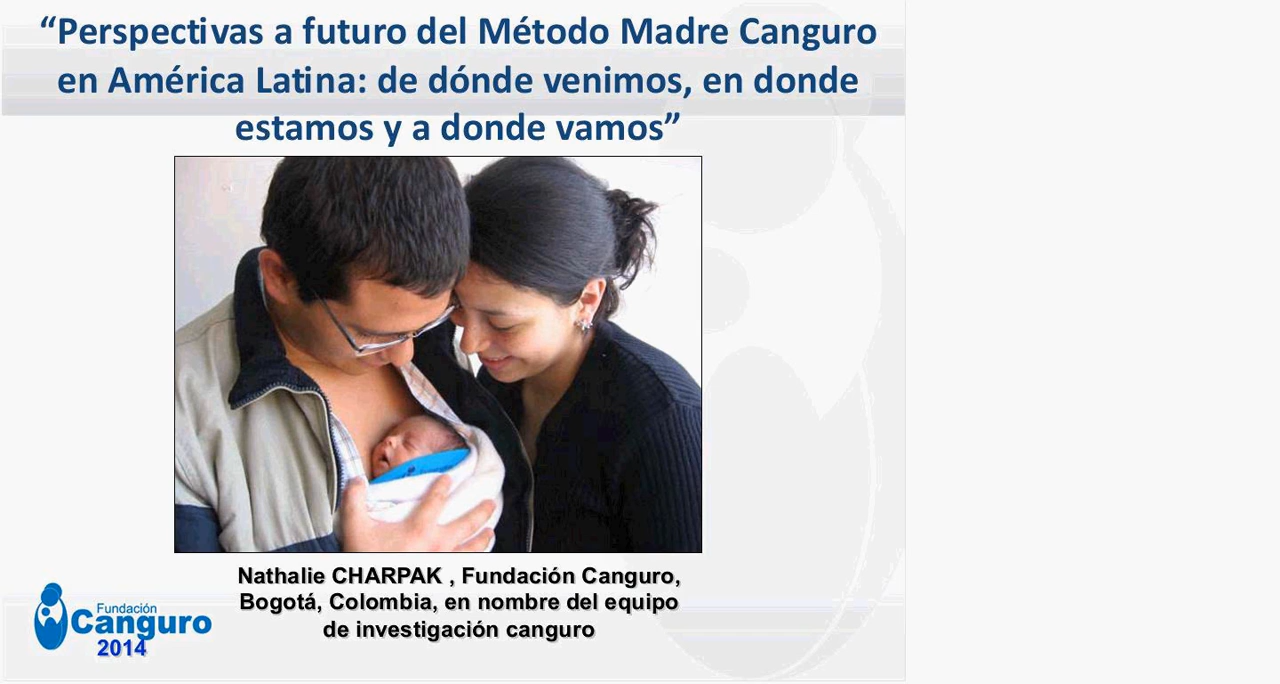 “Perspectivas a futuro del Método Madre Canguro
en América Latina: de dónde venimos, en donde
estamos y a donde vamos”
Nathalie CHARPAK , Fundación Canguro,
Bogotá, Colombia, en nombre del equipo
de investigación canguro
Fundación
Canguro
2014